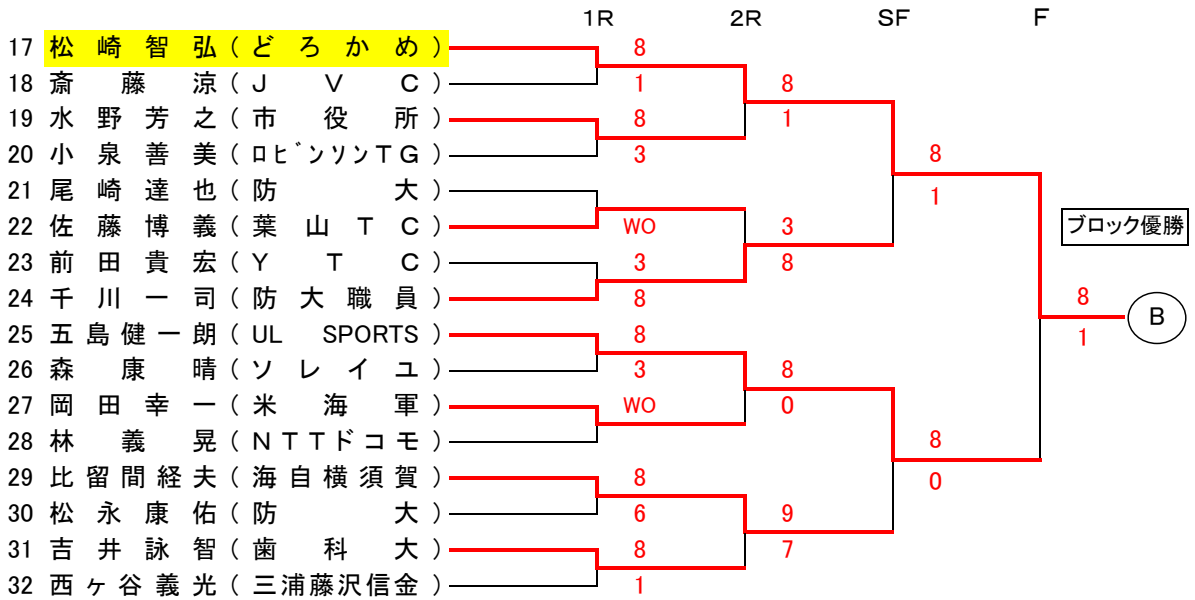 1R 2R SF F
17 松崎智弘(どろかめ) 8
18 斎藤涼(JVC) 1 8
19 水野芳之(市役所) 8 1
20 小泉善美(ロビンソンTG) 3 8
21 尾崎達也(防大) 1
22 佐藤博義(葉山TC) WO 3 ブロック優勝
23 前田貴宏(YTC) 3 8
24 千川一司(防大職員) 8 8
25 五島健一朗(UL SPORTS) 8 1 B
26 森康晴(ソレイユ) 3 8
27 岡田幸一(米海軍) WO 0
28 林義晃(NTTドコモ) 8
29 比留間経夫(海自横須賀) 8 0
30 松永康佑(防大) 6 9
31 吉井詠智(歯科大) 8 7
32 西ヶ谷義光(三浦藤沢信金) 1